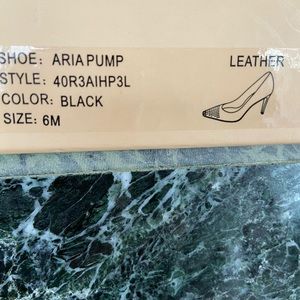 SHOE: ARIA PUMP LEATHER
STYLE: 40R3AIHP3L
COLOR: BLACK
SIZE: 6M